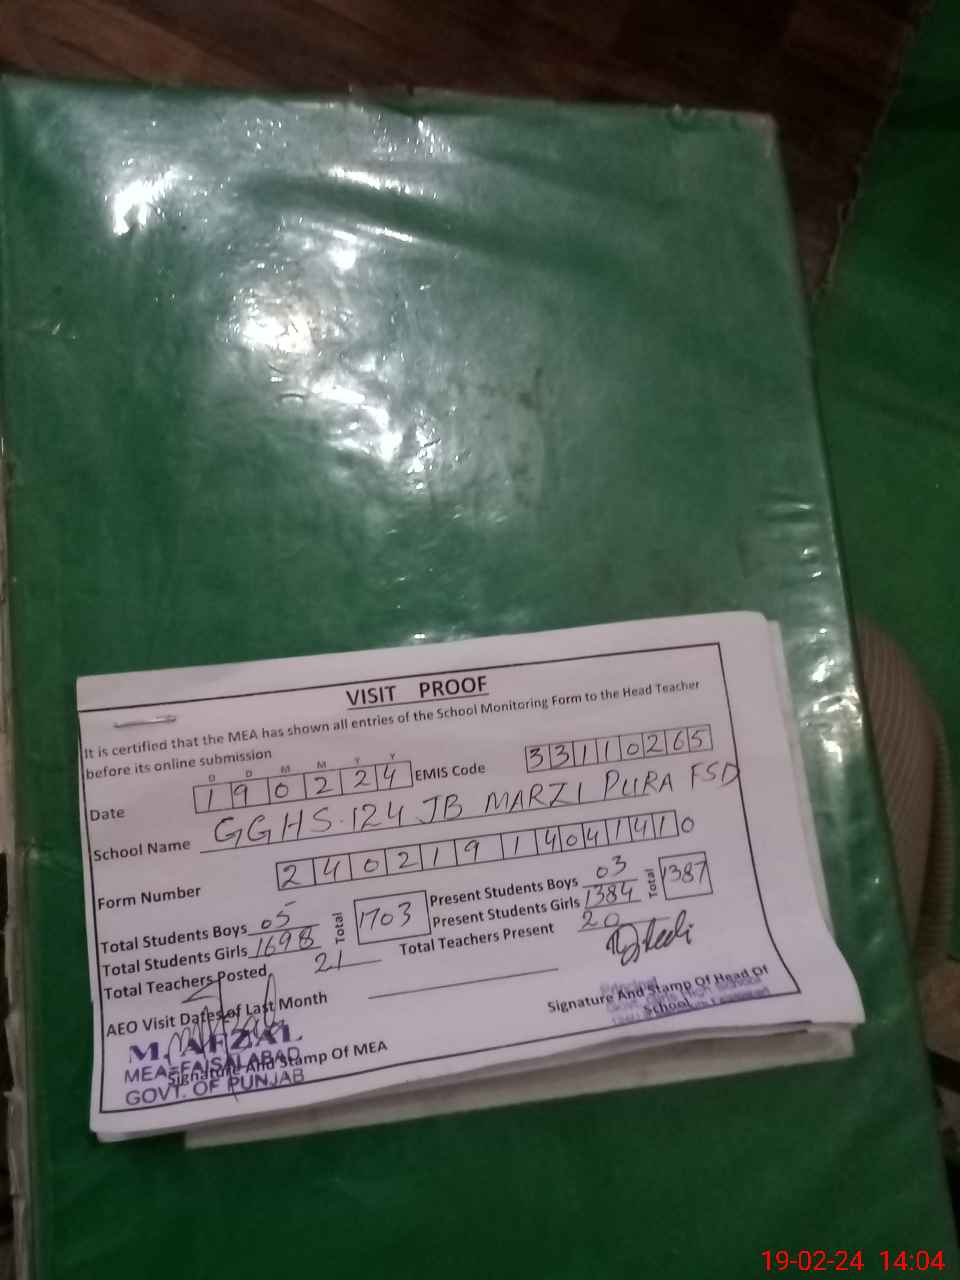 VISIT PROOF
It is certified that the MEA has shown all entries of the School Monitoring Form to the Head Teacher
before its online submission
D D M M Y Y
Date 190224 EMIS Code 33110265
School Name GGHS.124 JB MARZI PURA FSD
Form Number 24021914041410
Total Students Boys 05 Total 1703 Present Students Boys 03 Total 1387
Total Students Girls 1698 Present Students Girls 1384
Total Teachers Posted 21 Total Teachers Present 20
AEO Visit Dates of Last Month
Signature And Stamp Of Head Of
School
Principal
M. AFZAL
MEA-FAISALABAD
Signature And Stamp Of MEA
GOVT. OF PUNJAB
19-02-24 14:04